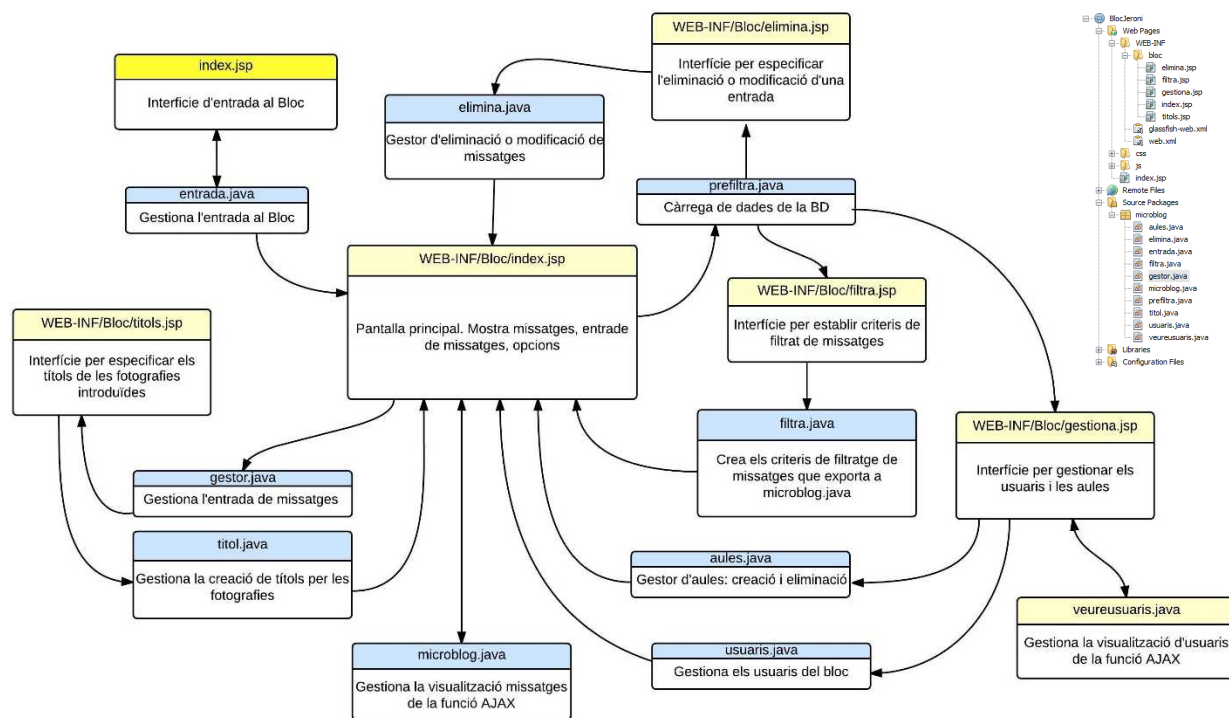 index.jsp
Interfície d'entrada al Bloc
entrada.java
Gestiona l'entrada al Bloc
elimina.java
Gestor d'eliminació o modificació de
missatges
WEB-INF/Bloc/elimina.jsp
Interfície per especificar
l'eliminació o modificació d'una
entrada
prefiltra.java
Càrrega de dades de la BD
WEB-INF/Bloc/index.jsp
Pantalla principal. Mostra missatges, entrade
de missatges, opcions
WEB-INF/Bloc/filtra.jsp
Interfície per establir criteris de
filtrat de missatges
WEB-INF/Bloc/titols.jsp
Interfície per especificar els
títols de les fotografies
introduïdes
gestor.java
Gestiona l'entrada de missatges
titol.java
Gestiona la creació de títols per les
fotografies
filtra.java
Crea els criteris de filtratge de
missatges que exporta a
microblog.java
WEB-INF/Bloc/gestiona.jsp
Interfície per gestionar els
usuaris i les aules
aules.java
Gestor d'aules: creació i eliminació
microblog.java
Gestiona la visualització missatges
de la funció AJAX
usuaris.java
Gestiona els usuaris del bloc
veureusuaris.java
Gestiona la visualització d'usuaris
de la funció AJAX
BlocJeroni
Web Pages
WEB-INF
bloc
elimina.jsp
filtra.jsp
gestiona.jsp
index.jsp
titols.jsp
glassfish-web.xml
web.xml
css
js
index.jsp
Remote Files
Source Packages
microblog
aules.java
elimina.java
entrada.java
filtra.java
gestor.java
microblog.java
prefiltra.java
titol.java
usuaris.java
veureusuaris.java
Libraries
Configuration Files